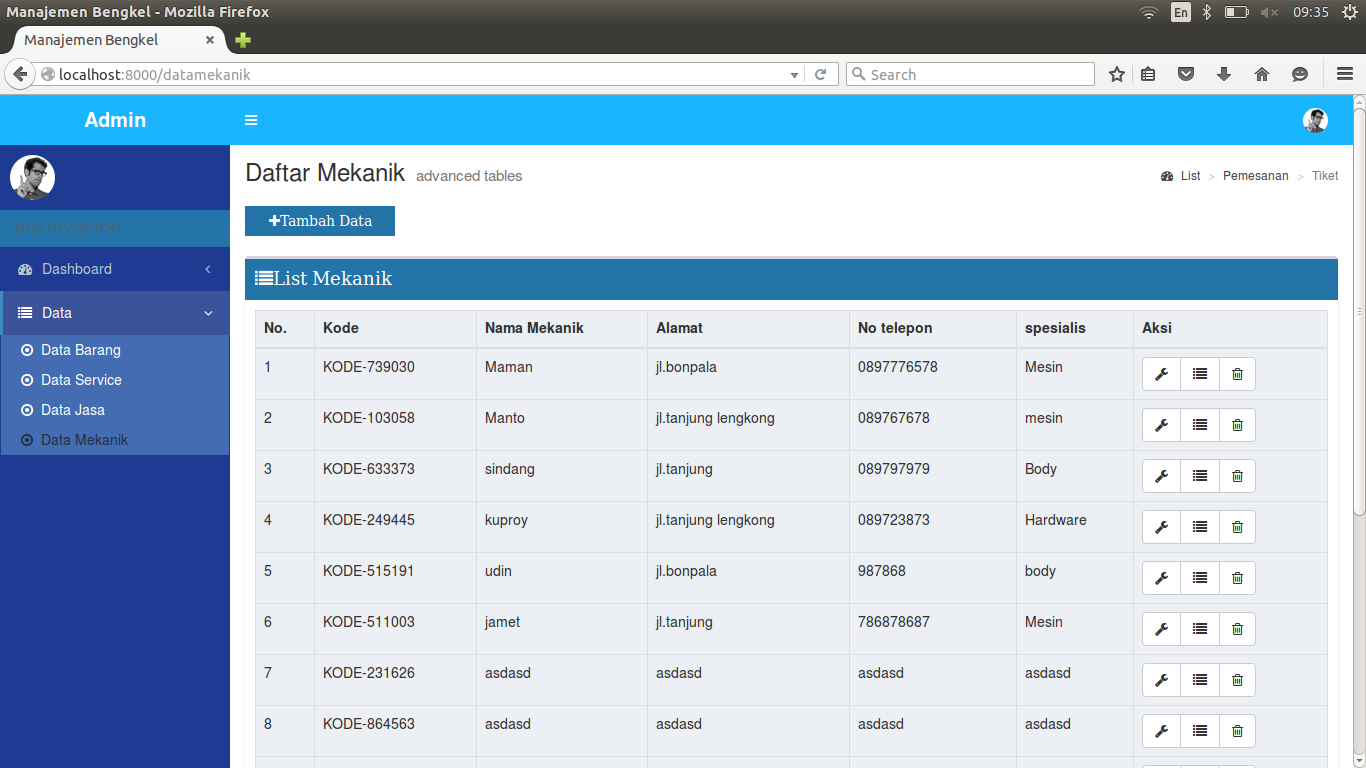 Manajemen Bengkel - Mozilla Firefox
En
09:35
Manajemen Bengkel
localhost:8000/datamekanik
Search
Admin
Daftar Mekanik advanced tables
List > Pemesanan > Tiket
MAIN NAVIGATION
Tambah Data
Dashboard
Data
Data Barang
Data Service
Data Jasa
Data Mekanik
List Mekanik
No. Kode Nama Mekanik Alamat No telepon spesialis Aksi
1 KODE-739030 Maman jl.bonpala 0897776578 Mesin
2 KODE-103058 Manto jl.tanjung lengkong 089767678 mesin
3 KODE-633373 sindang jl.tanjung 089797979 Body
4 KODE-249445 kuproy jl.tanjung lengkong 089723873 Hardware
5 KODE-515191 udin jl.bonpala 987868 body
6 KODE-511003 jamet jl.tanjung 786878687 Mesin
7 KODE-231626 asdasd asdasd asdasd asdasd
8 KODE-864563 asdasd asdasd asdasd asdasd